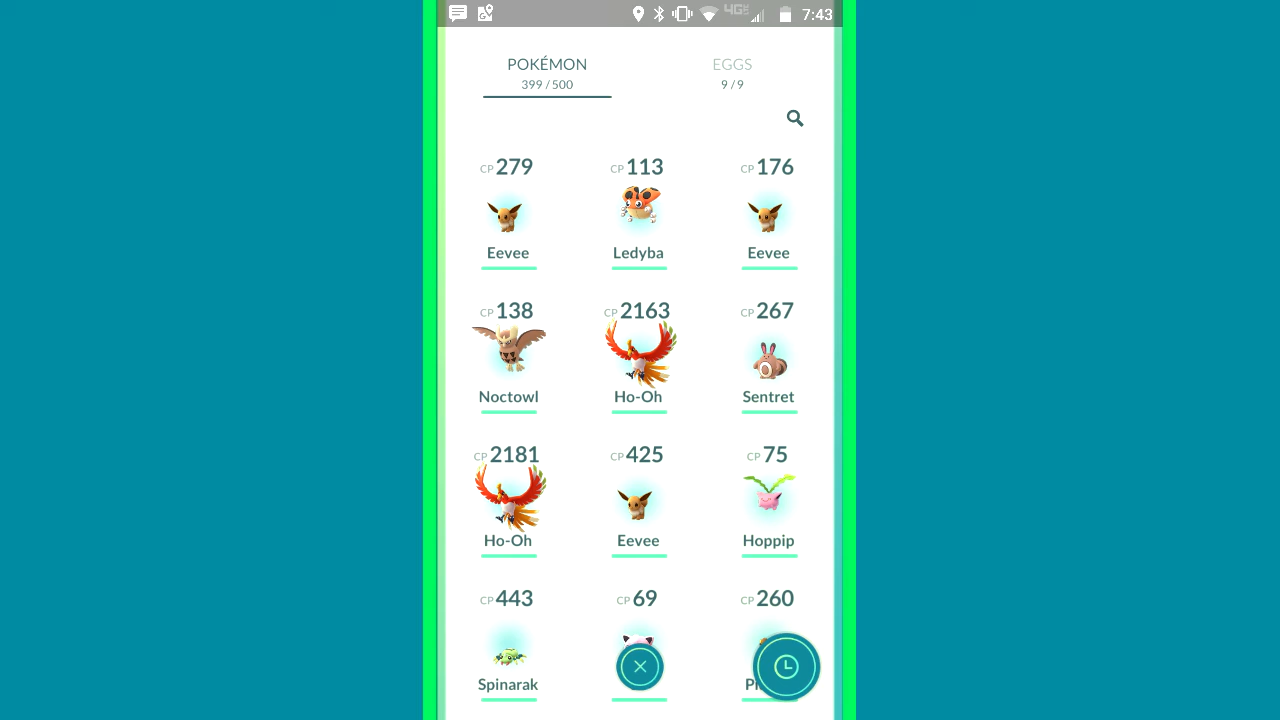 4G 7:43
POKÉMON EGGS
399 / 500 9 / 9
CP 279 CP 113 CP 176
Eevee Ledyba Eevee
CP 138 CP 2163 CP 267
Noctowl Ho-Oh Sentret
CP 2181 CP 425 CP 75
Ho-Oh Eevee Hoppip
CP 443 CP 69 CP 260
Spinarak